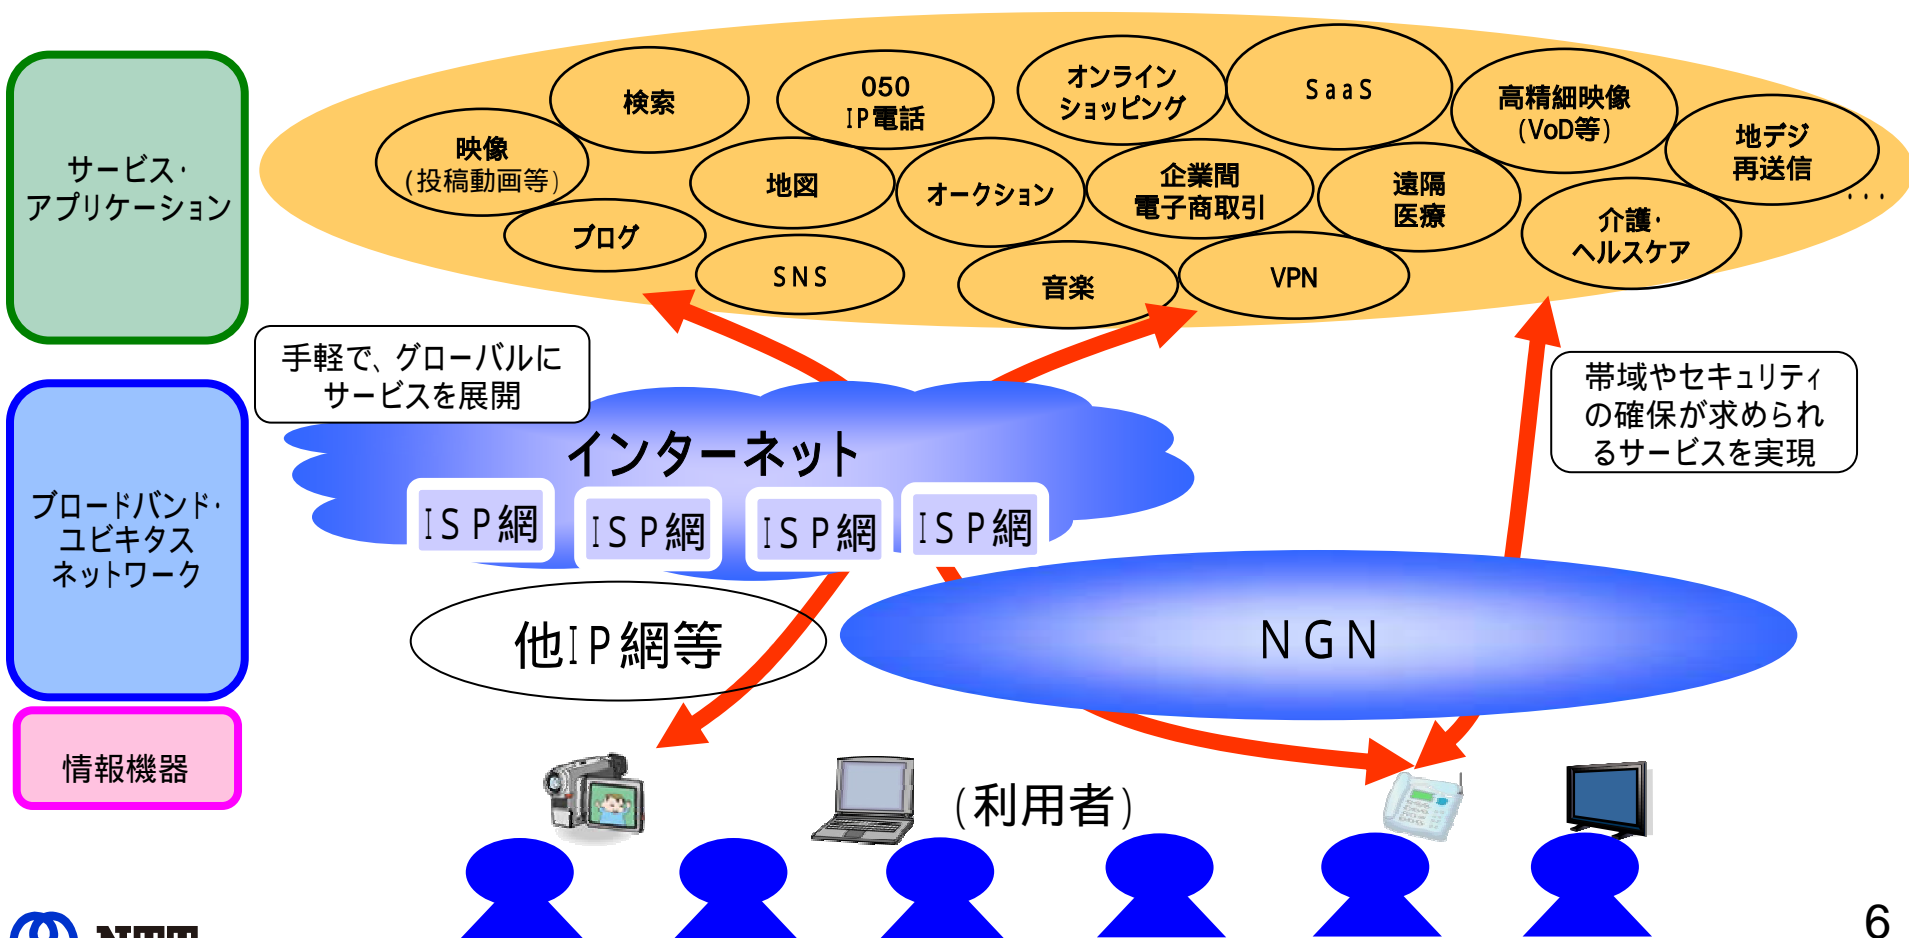 サービス・
アプリケーション
検索
050
IP電話
オンライン
ショッピング
SaaS
高精細映像
(VoD等)
地デジ
再送信
映像
(投稿動画等)
地図
オークション
企業間
電子商取引
遠隔
医療
介護・
ヘルスケア
・・・
ブログ
SNS
音楽
VPN
手軽で、グローバルに
サービスを展開
帯域やセキュリティ
の確保が求められ
るサービスを実現
ブロードバンド・
ユビキタス
ネットワーク
インターネット
ISP網
ISP網
ISP網
ISP網
他IP網等
NGN
情報機器
(利用者)
NTT
6